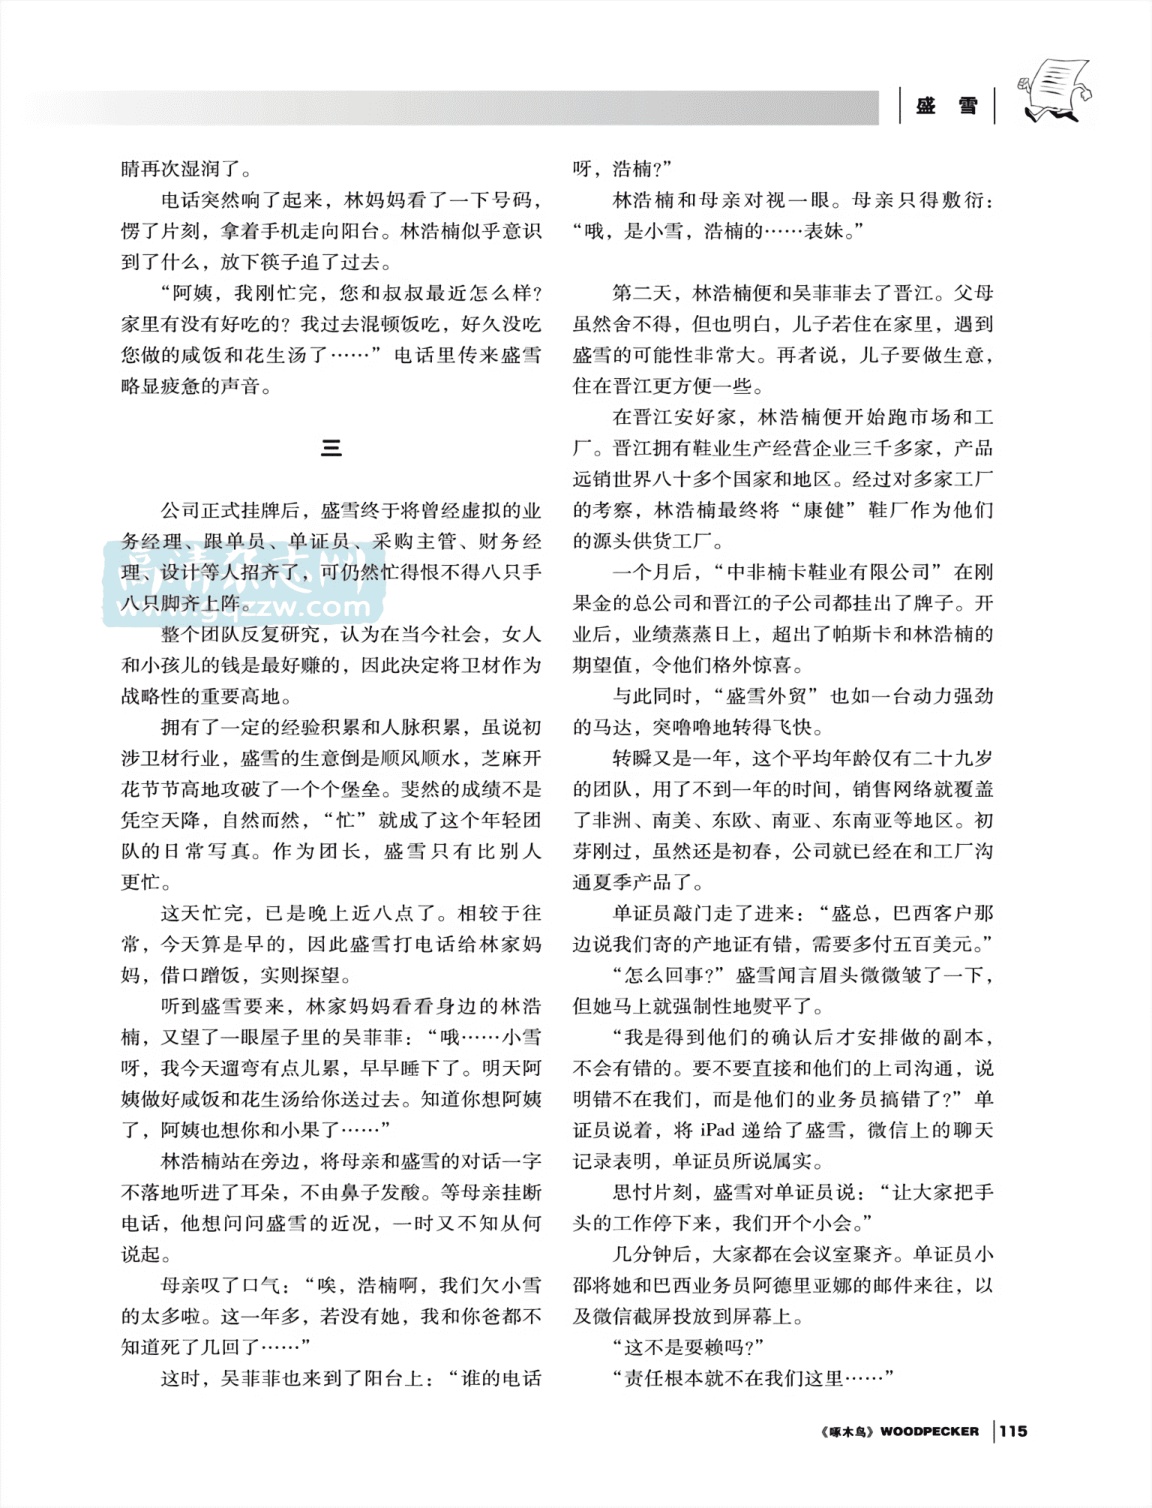 盛 雪
睛再次湿润了。
电话突然响了起来，林妈妈看了一下号码，
愣了片刻，拿着手机走向阳台。林浩楠似乎意识
到了什么，放下筷子追了过去。
“阿姨，我刚忙完，您和叔叔最近怎么样？
家里有没有好吃的？我过去混顿饭吃，好久没吃
您做的咸饭和花生汤了……”电话里传来盛雪
略显疲惫的声音。
三
公司正式挂牌后，盛雪终于将曾经虚拟的业
务经理、跟单员、单证员、采购主管、财务经
理、设计等人招齐了，可仍然忙得恨不得八只手
八只脚齐上阵。
整个团队反复研究，认为在当今社会，女人
和小孩儿的钱是最好赚的，因此决定将卫材作为
战略性的重要高地。
拥有了一定的经验积累和人脉积累，虽说初
涉卫材行业，盛雪的生意倒是顺风顺水，芝麻开
花节节高地攻破了一个个堡垒。斐然的成绩不是
凭空天降，自然而然，“忙”就成了这个年轻团
队的日常写真。作为团长，盛雪只有比别人
更忙。
这天忙完，已是晚上近八点了。相较于往
常，今天算是早的，因此盛雪打电话给林家妈
妈，借口蹭饭，实则探望。
听到盛雪要来，林家妈妈看看身边的林浩
楠，又望了一眼屋子里的吴菲菲：“哦……小雪
呀，我今天遛弯有点儿累，早早睡下了。明天阿
姨做好咸饭和花生汤给你送过去。知道你想阿姨
了，阿姨也想你和小果了……”
林浩楠站在旁边，将母亲和盛雪的对话一字
不落地听进了耳朵，不由鼻子发酸。等母亲挂断
电话，他想问问盛雪的近况，一时又不知从何
说起。
母亲叹了口气：“唉，浩楠啊，我们欠小雪
的太多啦。这一年多，若没有她，我和你爸都不
知道死了几回了……”
这时，吴菲菲也来到了阳台上：“谁的电话
呀，浩楠？”
林浩楠和母亲对视一眼。母亲只得敷衍：
“哦，是小雪，浩楠的……表妹。”
第二天，林浩楠便和吴菲菲去了晋江。父母
虽然舍不得，但也明白，儿子若住在家里，遇到
盛雪的可能性非常大。再者说，儿子要做生意，
住在晋江更方便一些。
在晋江安好家，林浩楠便开始跑市场和工
厂。晋江拥有鞋业生产经营企业三千多家，产品
远销世界八十多个国家和地区。经过对多家工厂
的考察，林浩楠最终将“康健”鞋厂作为他们
的源头供货工厂。
一个月后，“中非楠卡鞋业有限公司”在刚
果金的总公司和晋江的子公司都挂出了牌子。开
业后，业绩蒸蒸日上，超出了帕斯卡和林浩楠的
期望值，令他们格外惊喜。
与此同时，“盛雪外贸”也如一台动力强劲
的马达，突噜噜地转得飞快。
转瞬又是一年，这个平均年龄仅有二十九岁
的团队，用了不到一年的时间，销售网络就覆盖
了非洲、南美、东欧、南亚、东南亚等地区。初
芽刚过，虽然还是初春，公司就已经在和工厂沟
通夏季产品了。
单证员敲门走了进来：“盛总，巴西客户那
边说我们寄的产地证有错，需要多付五百美元。”
“怎么回事？”盛雪闻言眉头微微皱了一下，
但她马上就强制性地熨平了。
“我是得到他们的确认后才安排做的副本，
不会有错的。要不要直接和他们的上司沟通，说
明错不在我们，而是他们的业务员搞错了？”单
证员说着，将 iPad 递给了盛雪，微信上的聊天
记录表明，单证员所说属实。
思忖片刻，盛雪对单证员说：“让大家把手
头的工作停下来，我们开个小会。”
几分钟后，大家都在会议室聚齐。单证员小
邵将她和巴西业务员阿德里亚娜的邮件来往，以
及微信截屏投放到屏幕上。
“这不是耍赖吗？”
“责任根本就不在我们这里……”
高清杂志网
www.gqzzw.com
《啄木鸟》WOODPECKER 115